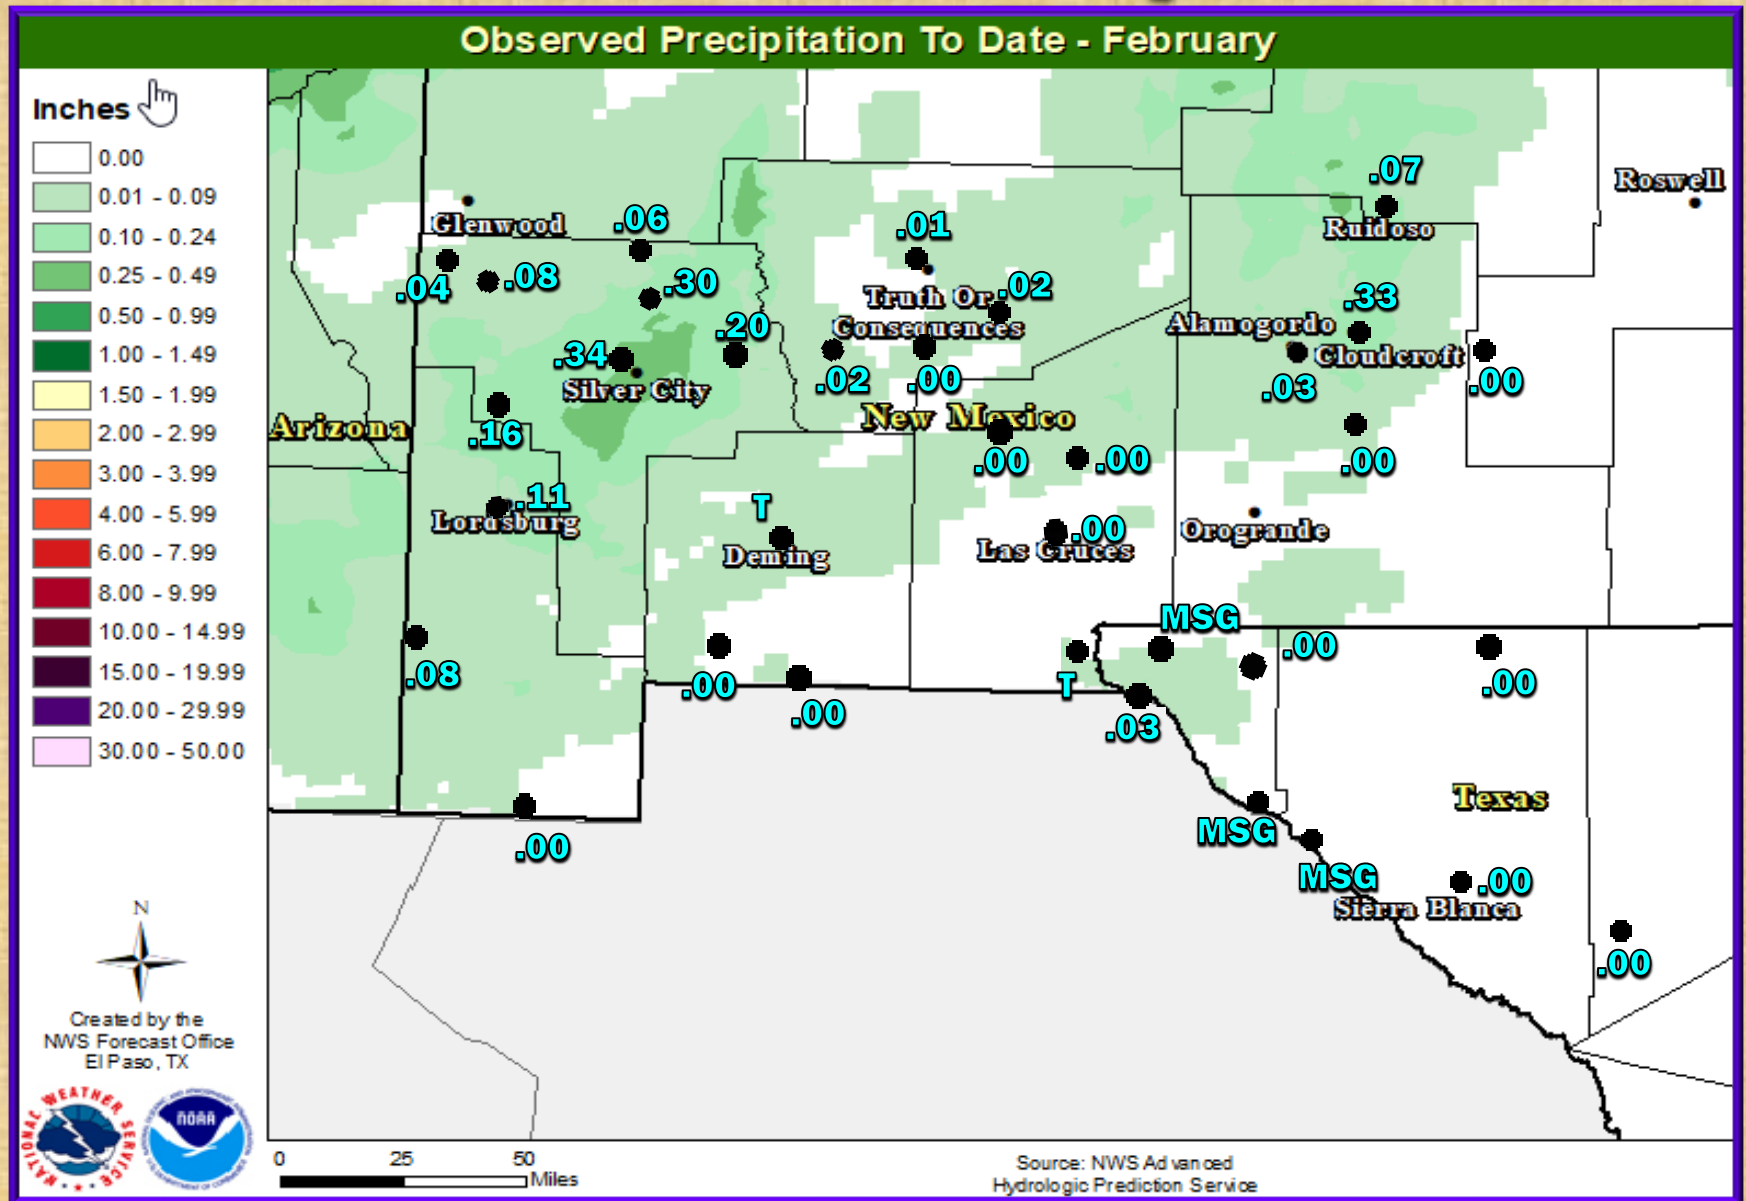 Observed Precipitation To Date - February
Inches
0.00
0.01 - 0.09
0.10 - 0.24
0.25 - 0.49
0.50 - 0.99
1.00 - 1.49
1.50 - 1.99
2.00 - 2.99
3.00 - 3.99
4.00 - 5.99
6.00 - 7.99
8.00 - 9.99
10.00 - 14.99
15.00 - 19.99
20.00 - 29.99
30.00 - 50.00
N
Created by the
NWS Forecast Office
El Paso, TX
NATIONAL WEATHER SERVICE
NOAA
.07
Roswell
Glenwood
.06
.01
Ruidoso
.04
.08
.30
Truth Or
Consequences
.02
.33
.20
Alamogordo
.34
Silver City
.02
.00
Cloudcroft
.03
.00
Arizona
.16
New Mexico
.00
.00
.00
.11
Lordsburg
T
Deming
.00
Las Cruces
Orogrande
MSG
.00
.08
.00
.00
T
.03
.00
Texas
MSG
.00
MSG
.00
Sierra Blanca
.00
0 25 50
Miles
Source: NWS Advanced
Hydrologic Prediction Service